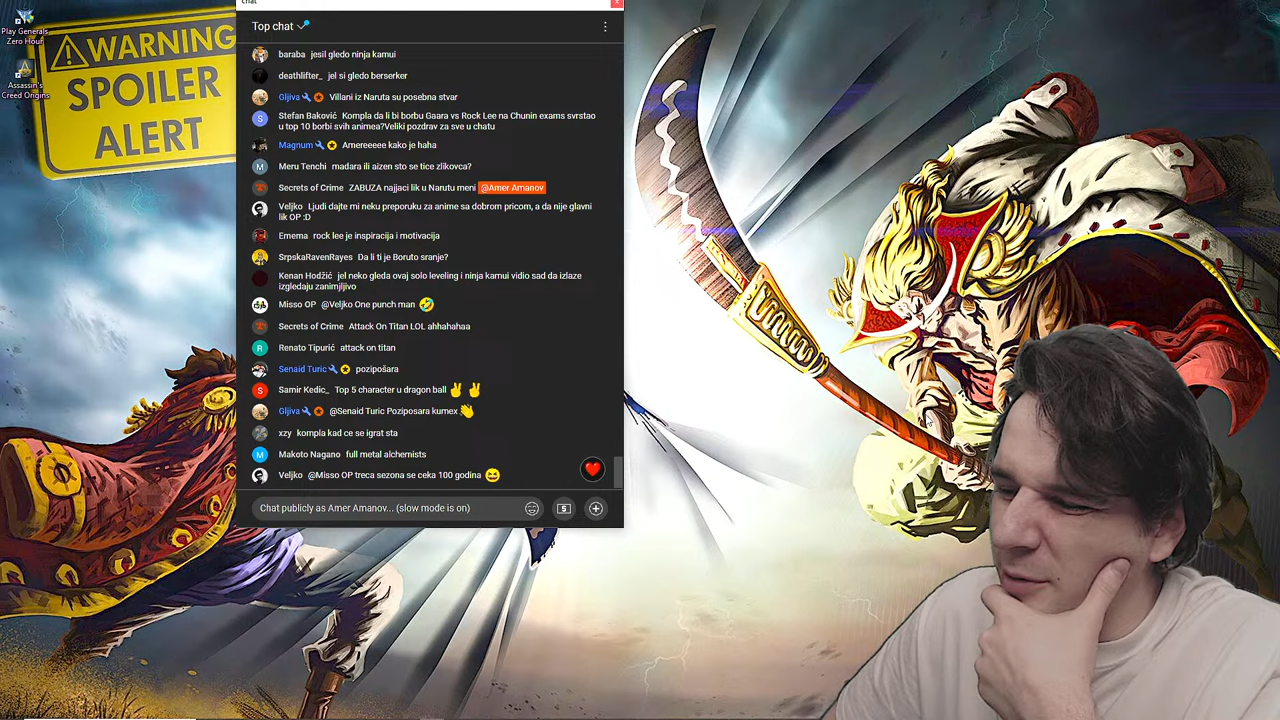 chat
Play Generals
Zero Hour
Assassin's
Creed Origins
WARNING
SPOILER
ALERT
Top chat
baraba jesil gledo ninja kamui
deathlifter_ jel si gledo berserker
Gljiva Villani iz Naruta su posebna stvar
Stefan Baković Kompla da li bi borbu Gaara vs Rock Lee na Chunin exams svrstao
u top 10 borbi svih animea?Veliki pozdrav za sve u chatu
Magnum Amereeeee kako je haha
Meru Tenchi madara ili aizen sto se tice zlikovca?
Secrets of Crime ZABUZA najjaci lik u Narutu meni @Amer Amanov
Veljko Ljudi dajte mi neku preporuku za anime sa dobrom pricom, a da nije glavni
lik OP :D
Emema rock lee je inspiracija i motivacija
SrpskaRavenRayes Da li ti je Boruto sranje?
Kenan Hodžić jel neko gleda ovaj solo leveling i ninja kamui vidio sad da izlaze
izgledaju zanimjljivo
Misso OP @Veljko One punch man 🤣
Secrets of Crime Attack On Titan LOL ahhahahaa
R
Renato Tipurić attack on titan
Senaid Turic pozipošara
Samir Kedic_ Top 5 character u dragon ball ✌ ✌
Gljiva @Senaid Turic Poziposara kumex 👋
xzy kompla kad ce se igrat sta
Makoto Nagano full metal alchemists
Veljko @Misso OP treca sezona se ceka 100 godina 😆
Chat publicly as Amer Amanov... (slow mode is on)